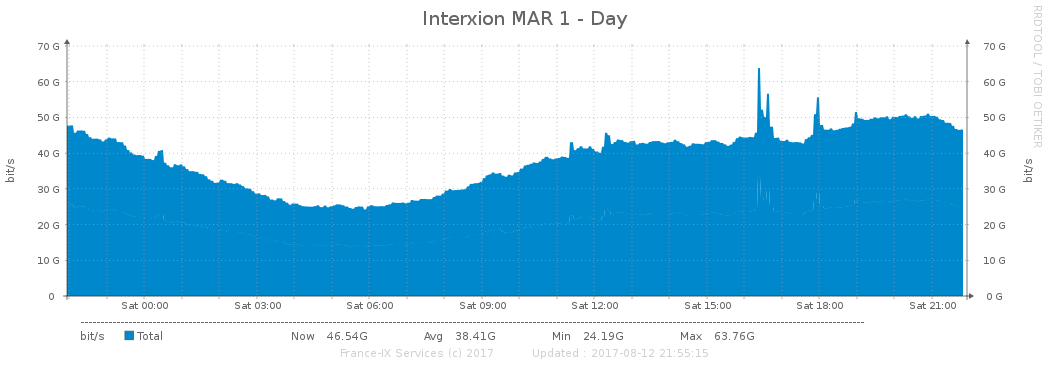 Interxion MAR 1 - Day
RRDTOOL / TOBI OETIKER
bit/s
70 G
60 G
50 G
40 G
30 G
20 G
10 G
0
70 G
60 G
50 G
40 G
30 G
20 G
10 G
0 G
bit/s
Sat 00:00 Sat 03:00 Sat 06:00 Sat 09:00 Sat 12:00 Sat 15:00 Sat 18:00 Sat 21:00
bit/s Total Now 46.54G Avg 38.41G Min 24.19G Max 63.76G
France-IX Services (c) 2017 Updated : 2017-08-12 21:55:15